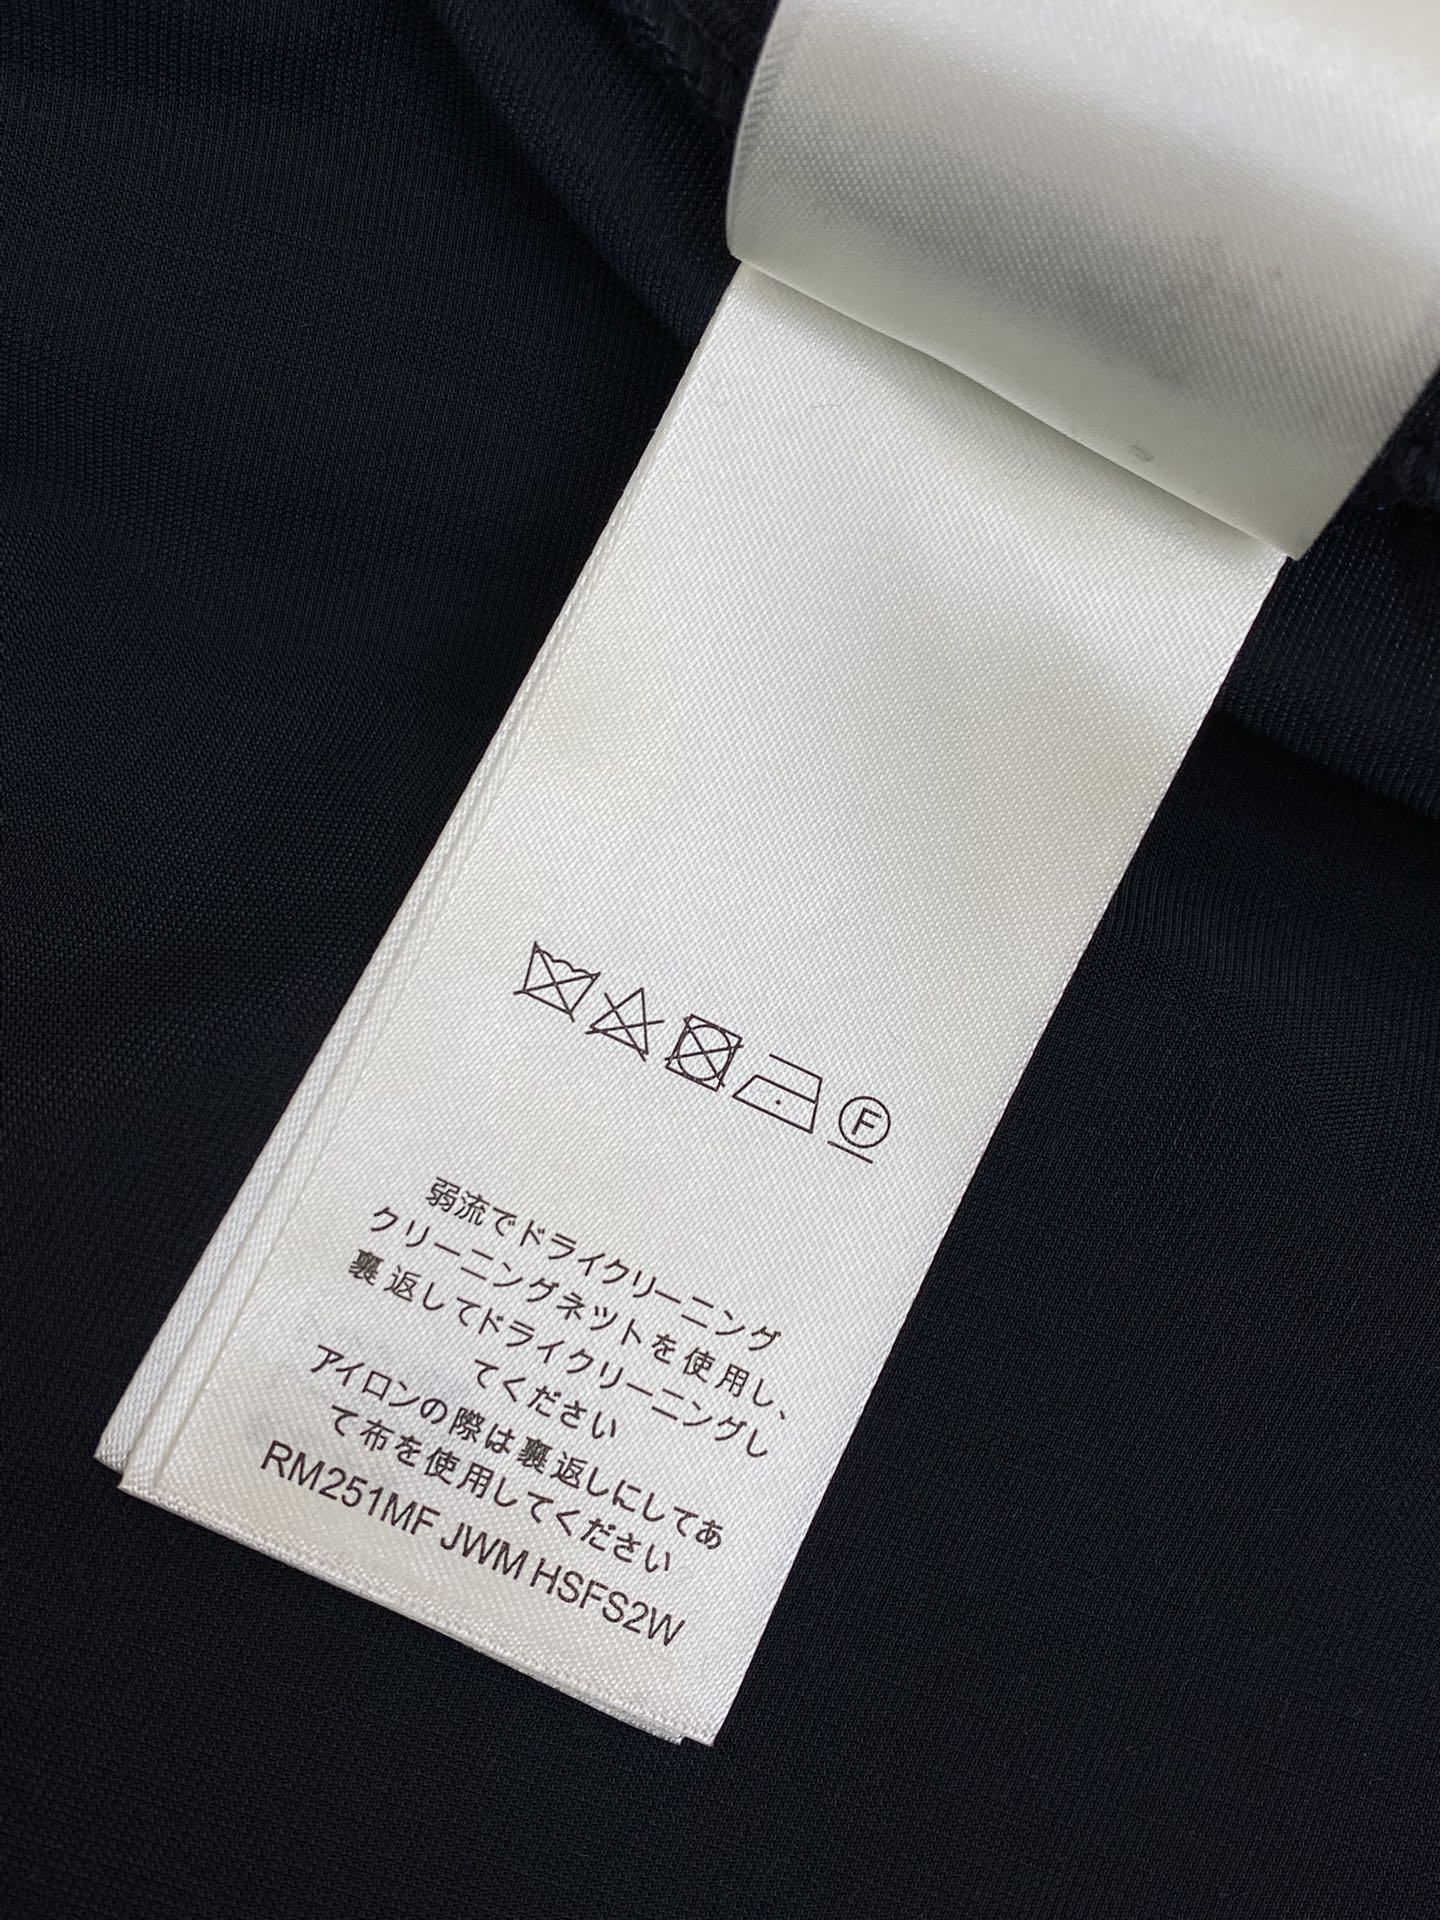 F
弱流でドライクリーニング
クリーニングネットを使用し、
裏返してドライクリーニングし
てください
アイロンの際は裏返しにしてあ
て布を使用してください
RM251MF JWM HSFS2W